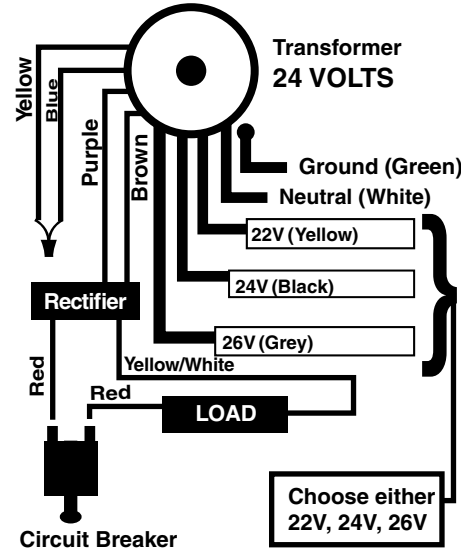 Transformer
24 VOLTS
Yellow
Blue
Purple
Brown
Ground (Green)
Neutral (White)
22V (Yellow)
24V (Black)
26V (Grey)
Rectifier
Yellow/White
Red
Red
LOAD
Choose either
22V, 24V, 26V
Circuit Breaker